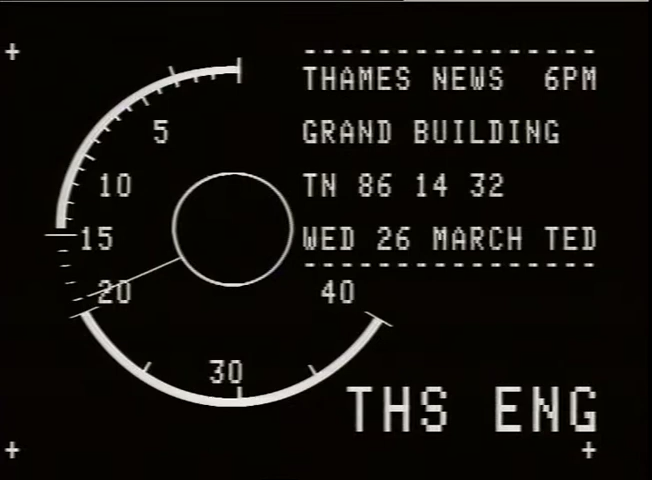 THAMES NEWS 6PM
GRAND BUILDING
TN 86 14 32
WED 26 MARCH TED
5
10
15
20
30
40
THS ENG